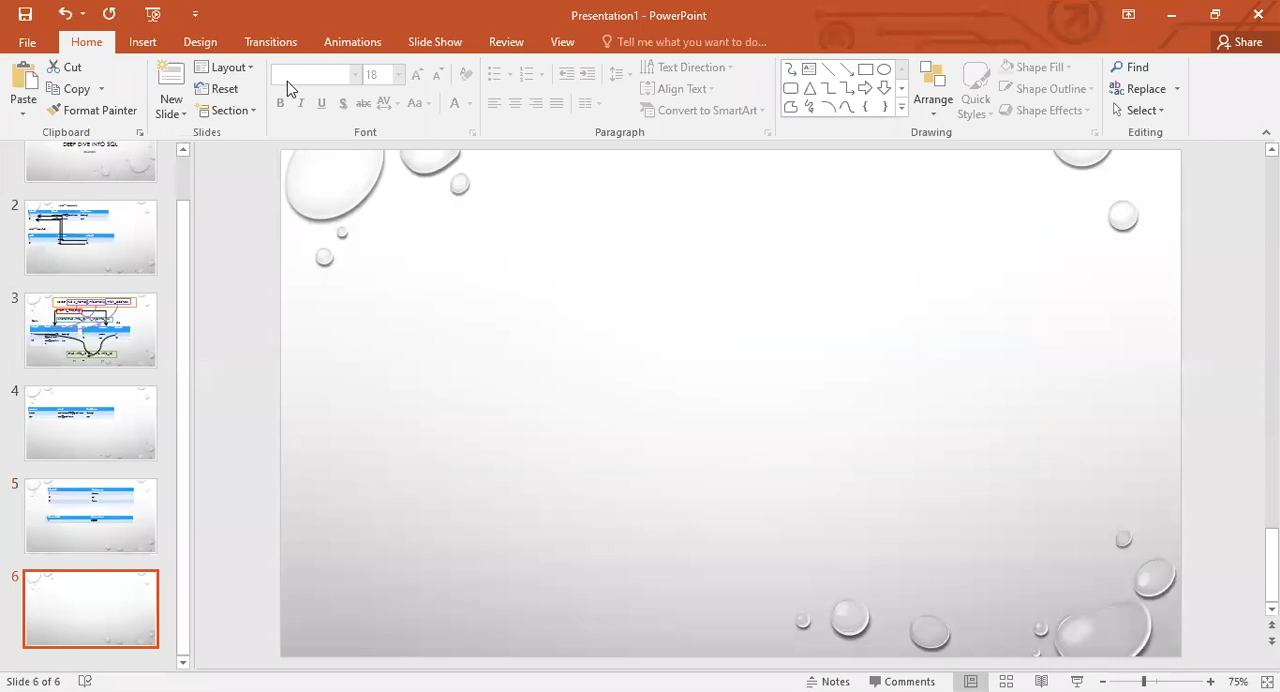 Presentation1 - PowerPoint
File Home Insert Design Transitions Animations Slide Show Review View Tell me what you want to do... Share
Paste Cut Copy Format Painter Clipboard
New Slide Layout Reset Section Slides
18 B I U S abc AV Aa A Font
Text Direction Align Text Convert to SmartArt Paragraph
Arrange Quick Styles Shape Fill Shape Outline Shape Effects Drawing
Find Replace Select Editing
DEEP DIVE INTO SQL
2
3
4
5
6
Slide 6 of 6 Notes Comments 75%